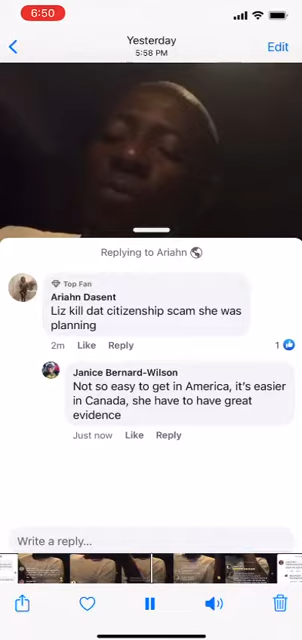 6:50
Yesterday
5:58 PM
Edit
Replying to Ariahn
Top Fan
Ariahn Dasent
Liz kill dat citizenship scam she was
planning
2m Like Reply 1
Janice Bernard-Wilson
Not so easy to get in America, it's easier
in Canada, she have to have great
evidence
Just now Like Reply
Write a reply...